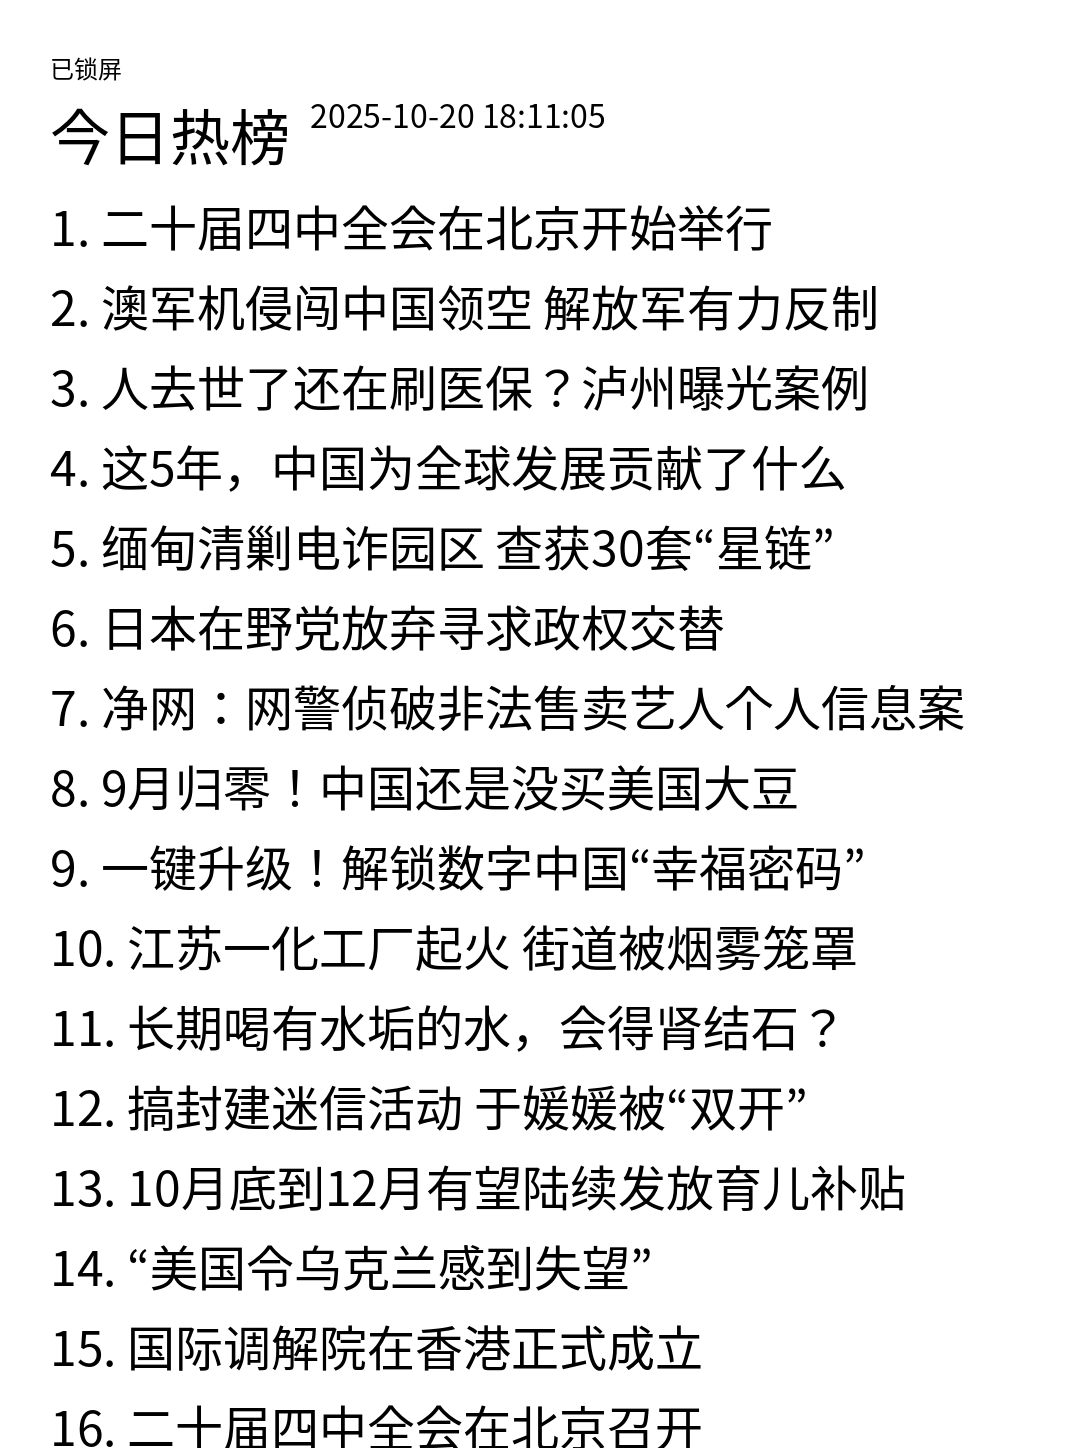 已锁屏
今日热榜 2025-10-20 18:11:05
1. 二十届四中全会在北京开始举行
2. 澳军机侵闯中国领空 解放军有力反制
3. 人去世了还在刷医保？泸州曝光案例
4. 这5年，中国为全球发展贡献了什么
5. 缅甸清剿电诈园区 查获30套“星链”
6. 日本在野党放弃寻求政权交替
7. 净网：网警侦破非法售卖艺人个人信息案
8. 9月归零！中国还是没买美国大豆
9. 一键升级！解锁数字中国“幸福密码”
10. 江苏一化工厂起火 街道被烟雾笼罩
11. 长期喝有水垢的水，会得肾结石？
12. 搞封建迷信活动 于媛媛被“双开”
13. 10月底到12月有望陆续发放育儿补贴
14. “美国令乌克兰感到失望”
15. 国际调解院在香港正式成立
16. 二十届四中全会在北京召开